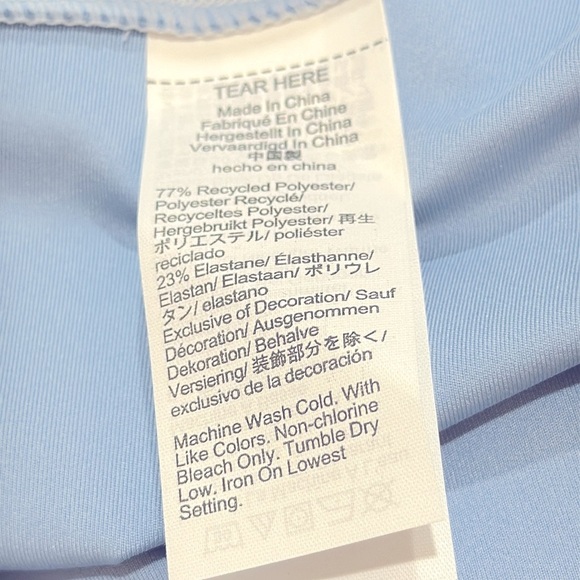 TEAR HERE
Made In China
Fabriqué En Chine
Hergestellt In China
Vervaardigd In China
中国製
hecho en china
77% Recycled Polyester/
Polyester Recyclé/
Recyceltes Polyester/
Hergebruikt Polyester/ 再生
ポリエステル/ poliéster
reciclado
23% Elastane/ Élasthanne/
Elastan/ Elastaan/ ポリウレ
タン/ elastano
Exclusive of Decoration/ Sauf
Décoration/ Ausgenommen
Dekoration/ Behalve
Versiering/ 装飾部分を除く/
exclusivo de la decoración
Machine Wash Cold. With
Like Colors. Non-chlorine
Bleach Only. Tumble Dry
Low. Iron On Lowest
Setting.